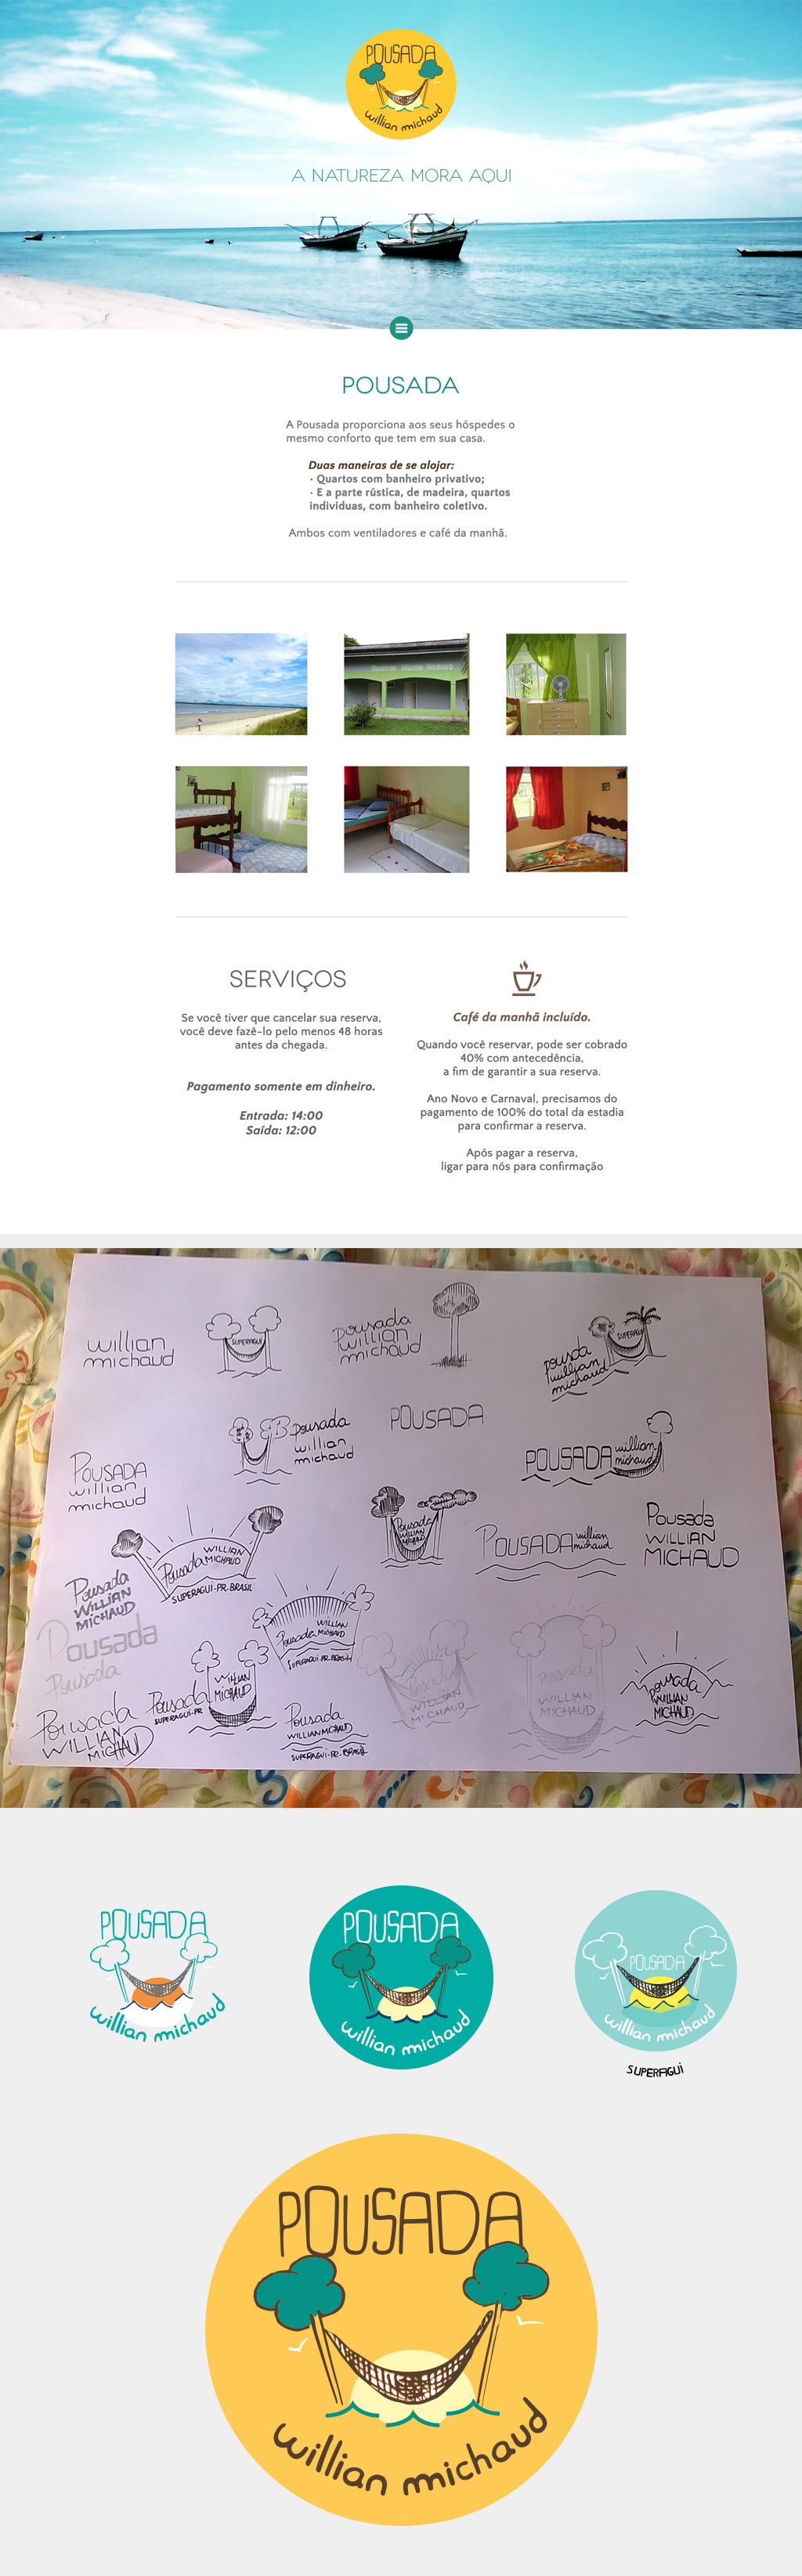 POUSADA
willian michaud
A NATUREZA MORA AQUI
POUSADA
A Pousada proporciona aos seus hóspedes o
mesmo conforto que tem em sua casa.
Duas maneiras de se alojar:
· Quartos com banheiro privativo;
· E a parte rústica, de madeira, quartos
individuas, com banheiro coletivo.
Ambos com ventiladores e café da manhã.
SERVIÇOS
Se você tiver que cancelar sua reserva,
você deve fazê-lo pelo menos 48 horas
antes da chegada.
Pagamento somente em dinheiro.
Entrada: 14:00
Saída: 12:00
Café da manhã incluído.
Quando você reservar, pode ser cobrado
40% com antecedência,
a fim de garantir a sua reserva.
Ano Novo e Carnaval, precisamos do
pagamento de 100% do total da estadia
para confirmar a reserva.
Após pagar a reserva,
ligar para nós para confirmação
willian
michaud
SUPERAGUI
pousada
willian
michaud
SUPERAGUI
pousda
willian
michaud
Pousada
willian
michaud
POUSADA
POUSADA
willian
michaud
POUSADA
willian
michaud
Pousada
WILLIAN
MICHAUD
SUPERAGUI-PR-BRASIL
Pousada
WILLIAN
MICHAUD
POUSADA
willian
michaud
Pousada
WILLIAN
MICHAUD
Pousada
WILLIAN
MICHAUD
Pousada
Pousada
Pousada
WILLIAN
MICHAUD
SUPERAGUI-PR-BRASIL
Pousada
WILLIAN
MICHAUD
Pousada
SUPERAGUI-PR
WILLIAN
MICHAUD
Pousada
WILLIAN MICHAUD
SUPERAGUI-PR-BRASIL
WILLIAN
MICHAUD
Pousada
WILLIAN
MICHAUD
pousada
WILLIAN
MICHAUD
POUSADA
willian michaud
POUSADA
willian michaud
POUSADA
willian michaud
SUPERAGUI
POUSADA
willian michaud